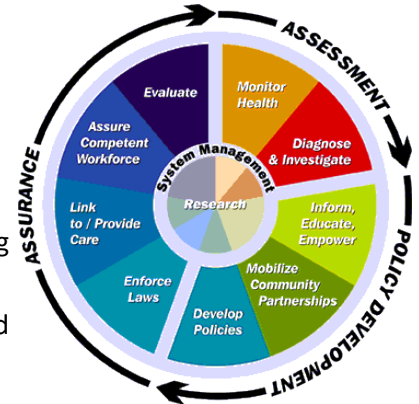 ASSESSMENT
POLICY DEVELOPMENT
ASSURANCE
Monitor
Health
Diagnose
& Investigate
Inform,
Educate,
Empower
Mobilize
Community
Partnerships
Develop
Policies
Enforce
Laws
Link
to / Provide
Care
Assure
Competent
Workforce
Evaluate
System Management
Research
g
d